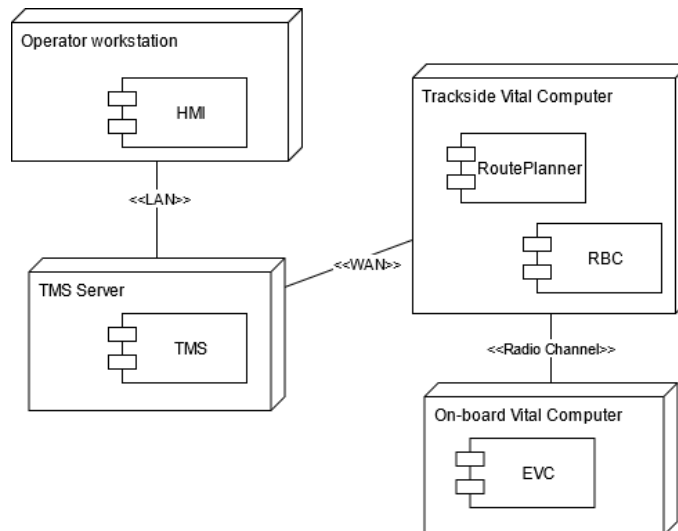 Operator workstation
HMI
<<LAN>>
TMS Server
TMS
<<WAN>>
Trackside Vital Computer
RoutePlanner
RBC
<<Radio Channel>>
On-board Vital Computer
EVC